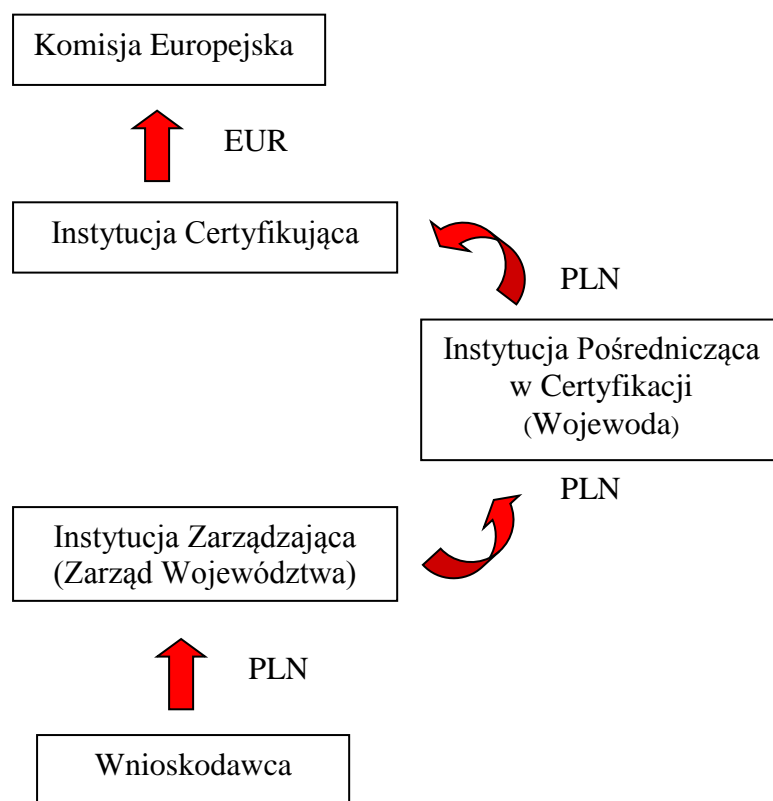 Komisja Europejska
EUR
Instytucja Certyfikująca
PLN
Instytucja Pośrednicząca
w Certyfikacji
(Wojewoda)
PLN
Instytucja Zarządzająca
(Zarząd Województwa)
PLN
Wnioskodawca